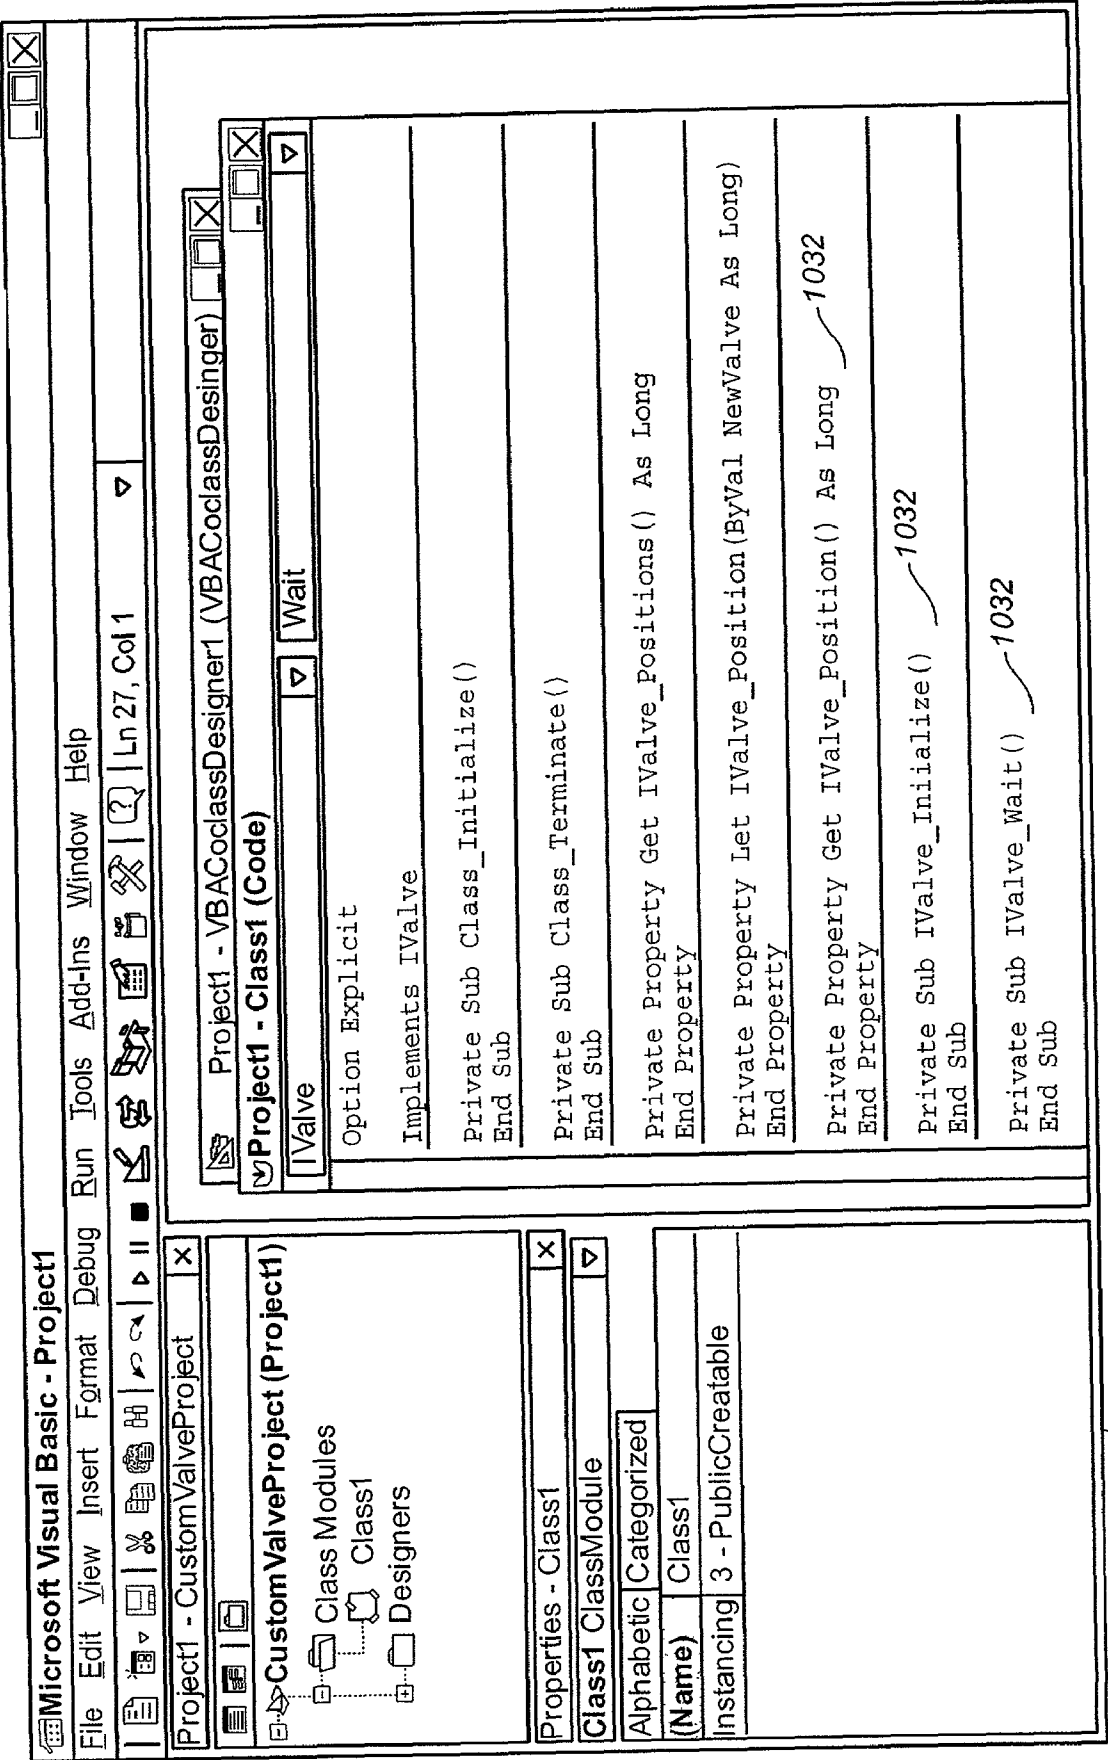 Microsoft Visual Basic - Project1
File Edit View Insert Format Debug Run Tools Add-Ins Window Help
Ln 27, Col 1
Project1 - CustomValveProject
CustomValveProject (Project1)
Class Modules
Class1
Designers
Properties - Class1
Class1 ClassModule
Alphabetic Categorized
(Name) Class1
Instancing 3 - PublicCreatable
Project1 - VBACoclassDesigner1 (VBACoclassDesinger)
Project1 - Class1 (Code)
IValve Wait
Option Explicit
Implements IValve
Private Sub Class_Initialize()
End Sub
Private Sub Class_Terminate()
End Sub
Private Property Get IValve_Positions() As Long
End Property
Private Property Let IValve_Position(ByVal NewValve As Long)
End Property
Private Property Get IValve_Position() As Long 1032
End Property
Private Sub IValve_Iniialize() 1032
End Sub
Private Sub IValve_Wait() 1032
End Sub